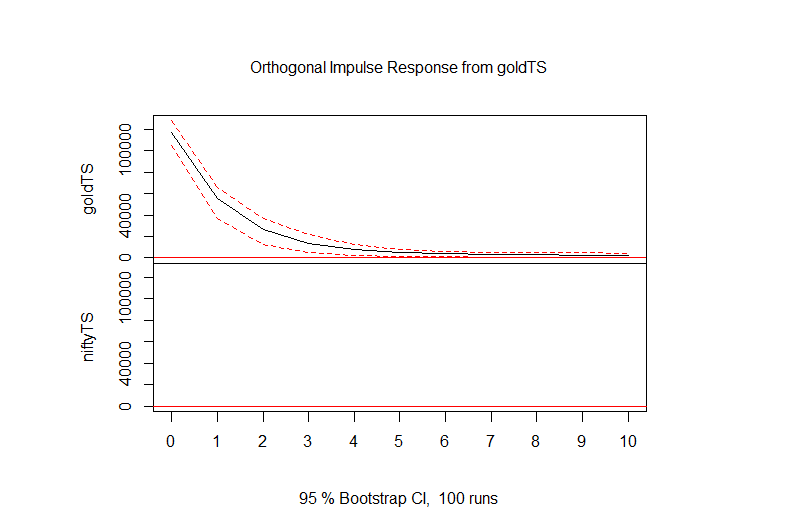 Orthogonal Impulse Response from goldTS
goldTS
100000
40000
0
niftyTS
100000
40000
0
0 1 2 3 4 5 6 7 8 9 10
95 % Bootstrap CI, 100 runs